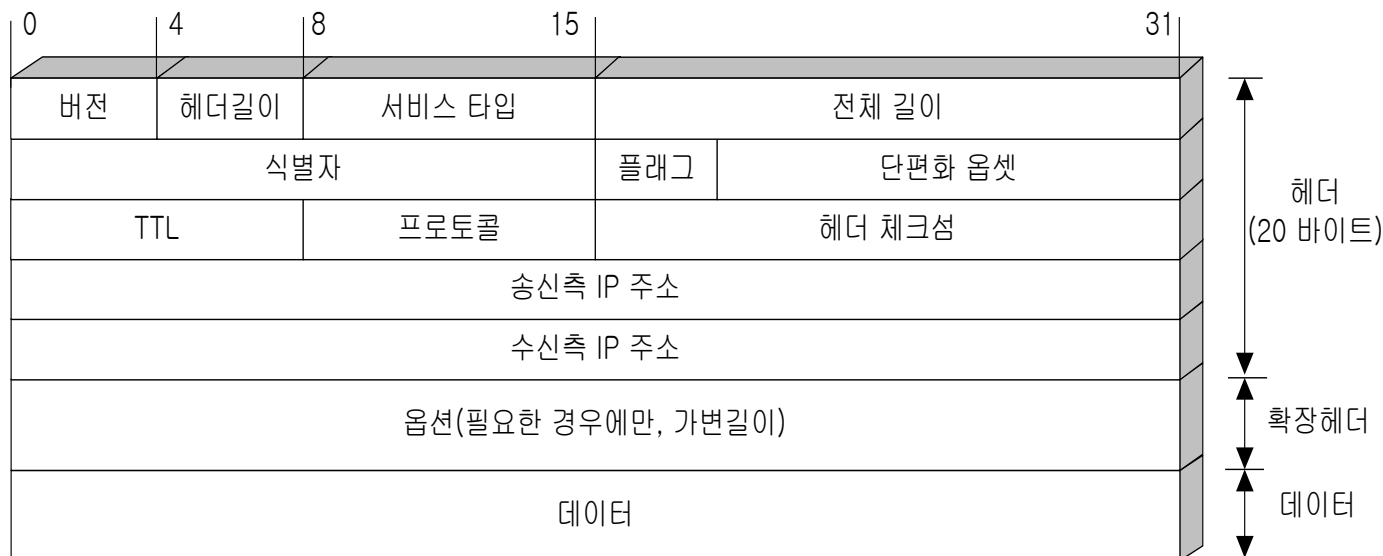 0 4 8 15 31
버전 헤더길이 서비스 타입 전체 길이
식별자 플래그 단편화 옵셋
TTL 프로토콜 헤더 체크섬
송신측 IP 주소
수신측 IP 주소
옵션(필요한 경우에만, 가변길이)
데이터
헤더
(20 바이트)
확장헤더
데이터